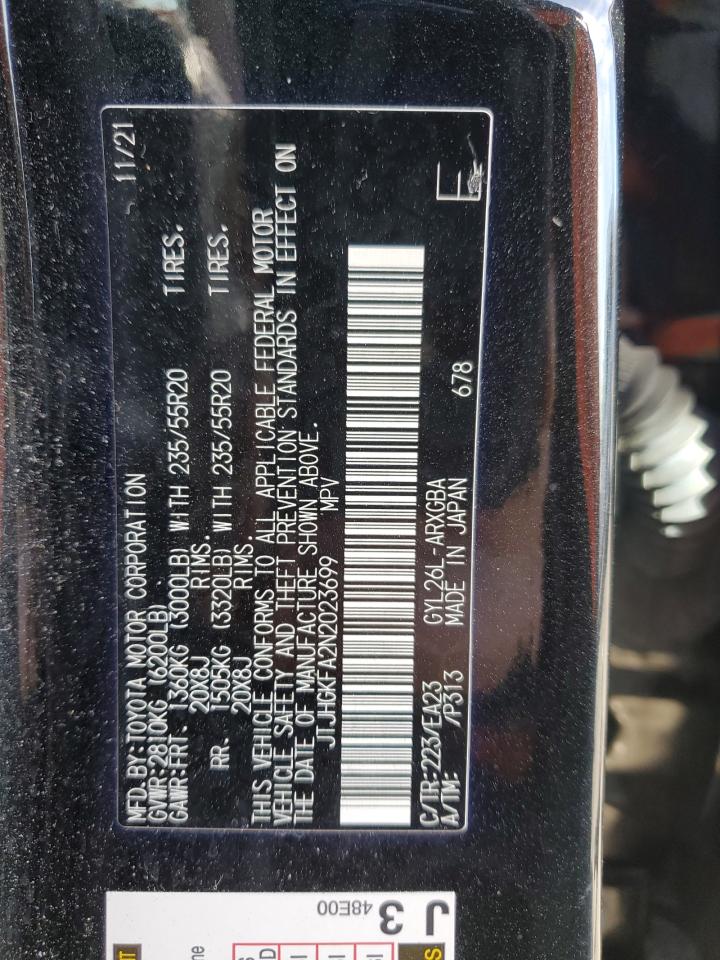 MFD.BY:TOYOTA MOTOR CORPORATION 11/21
GVWR:2810KG (6200LB)
GAWR:FRT. 1360KG (3000LB) WITH 235/55R20 TIRES.
20X8J RIMS.
RR. 1505KG (3320LB) WITH 235/55R20 TIRES.
20X8J RIMS.
THIS VEHICLE CONFORMS TO ALL APPLICABLE FEDERAL MOTOR
VEHICLE SAFETY AND THEFT PREVENTION STANDARDS IN EFFECT ON
THE DATE OF MANUFACTURE SHOWN ABOVE.
JTJHGKFA2N2023699 MPV
C/TR:223/EA23 GYL26L-ARXGBA
A/TM: /P313 MADE IN JAPAN 678
E
48E00
J 3